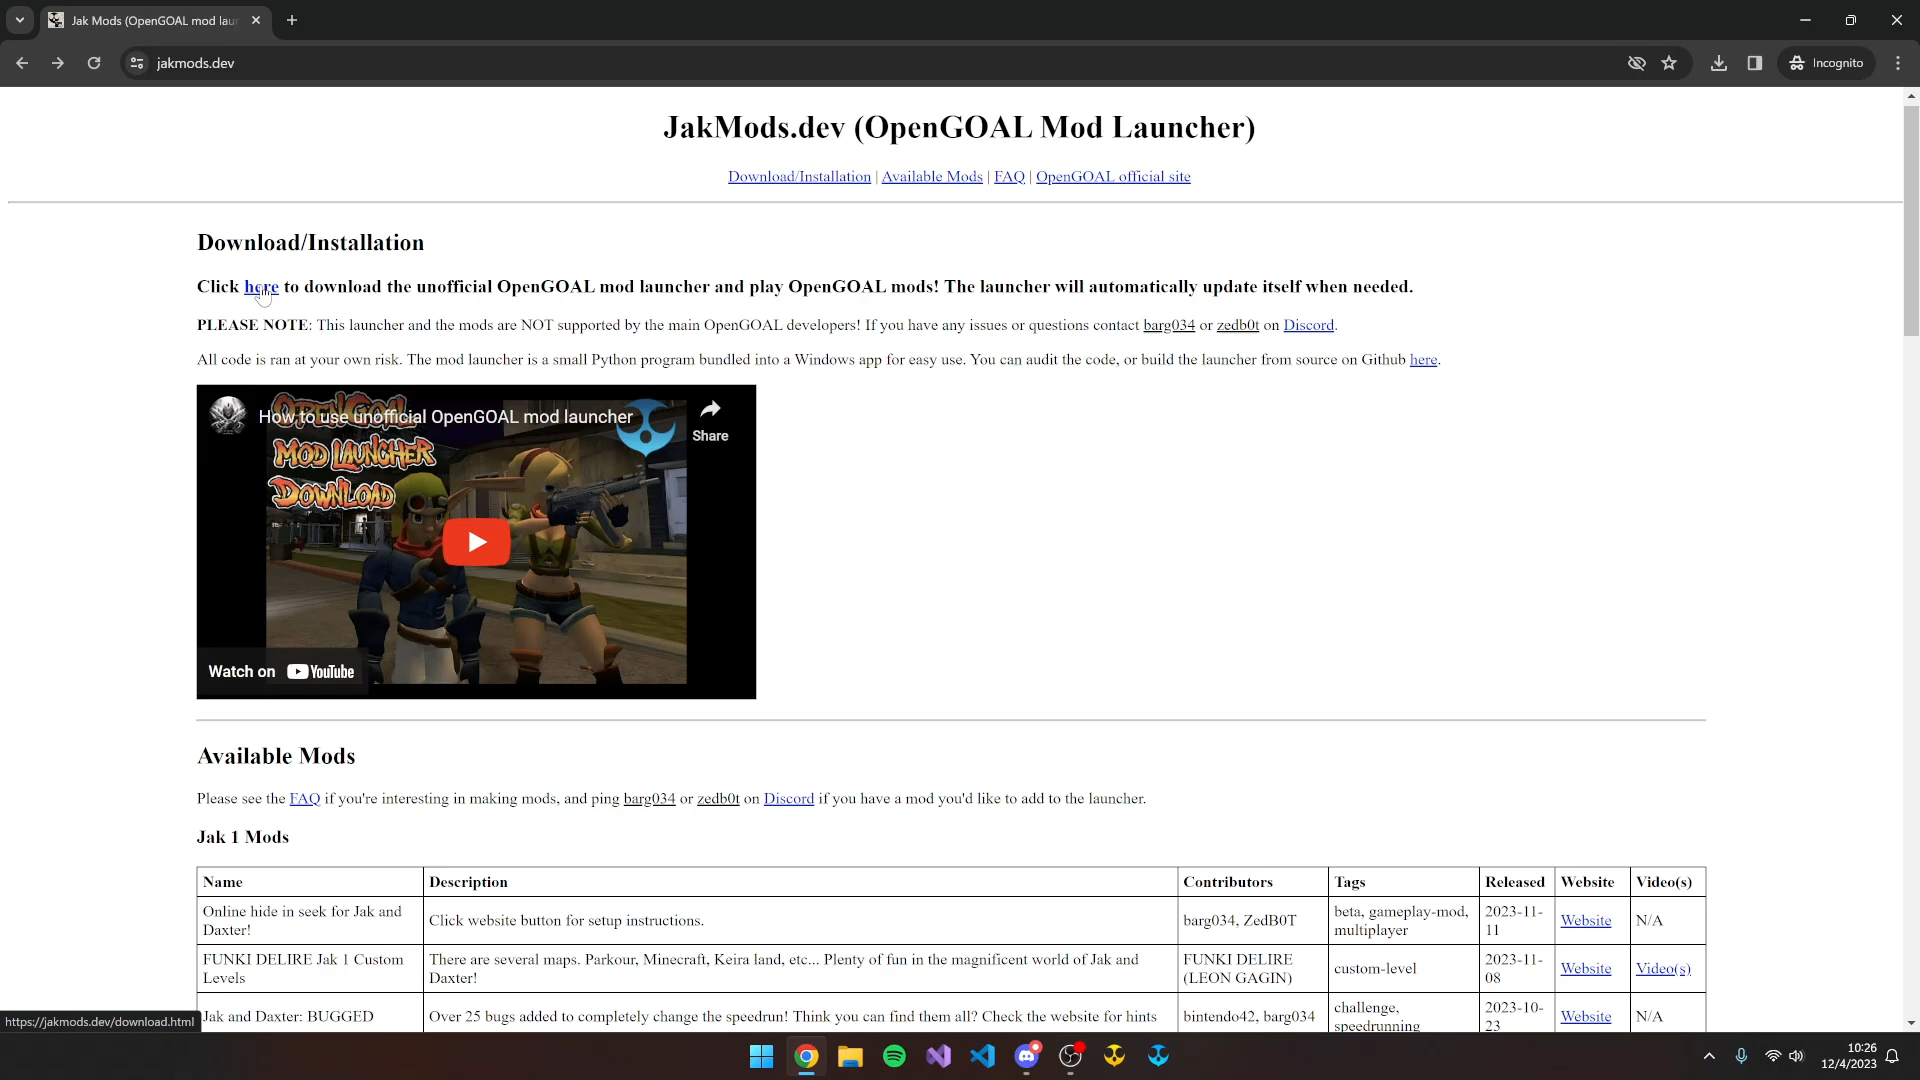 Jak Mods (OpenGOAL mod lau
jakmods.dev
Incognito
JakMods.dev (OpenGOAL Mod Launcher)
Download/Installation | Available Mods | FAQ | OpenGOAL official site
Download/Installation
Click here to download the unofficial OpenGOAL mod launcher and play OpenGOAL mods! The launcher will automatically update itself when needed.
PLEASE NOTE: This launcher and the mods are NOT supported by the main OpenGOAL developers! If you have any issues or questions contact barg034 or zedb0t on Discord.
All code is ran at your own risk. The mod launcher is a small Python program bundled into a Windows app for easy use. You can audit the code, or build the launcher from source on Github here.
How to use unofficial OpenGOAL mod launcher
Share
OPENGOAL
MOD LAUNCHER
DOWNLOAD
Watch on YouTube
Available Mods
Please see the FAQ if you're interesting in making mods, and ping barg034 or zedb0t on Discord if you have a mod you'd like to add to the launcher.
Jak 1 Mods
Name Description Contributors Tags Released Website Video(s)
Online hide in seek for Jak and
Daxter!
Click website button for setup instructions.
barg034, ZedB0T
beta, gameplay-mod,
multiplayer
2023-11-
11
Website
N/A
FUNKI DELIRE Jak 1 Custom
Levels
There are several maps. Parkour, Minecraft, Keira land, etc... Plenty of fun in the magnificent world of Jak and
Daxter!
FUNKI DELIRE
(LEON GAGIN)
custom-level
2023-11-
08
Website
Video(s)
Jak and Daxter: BUGGED
Over 25 bugs added to completely change the speedrun! Think you can find them all? Check the website for hints
bintendo42, barg034
challenge,
speedrunning
2023-10-
23
Website
N/A
https://jakmods.dev/download.html
10:26
12/4/2023